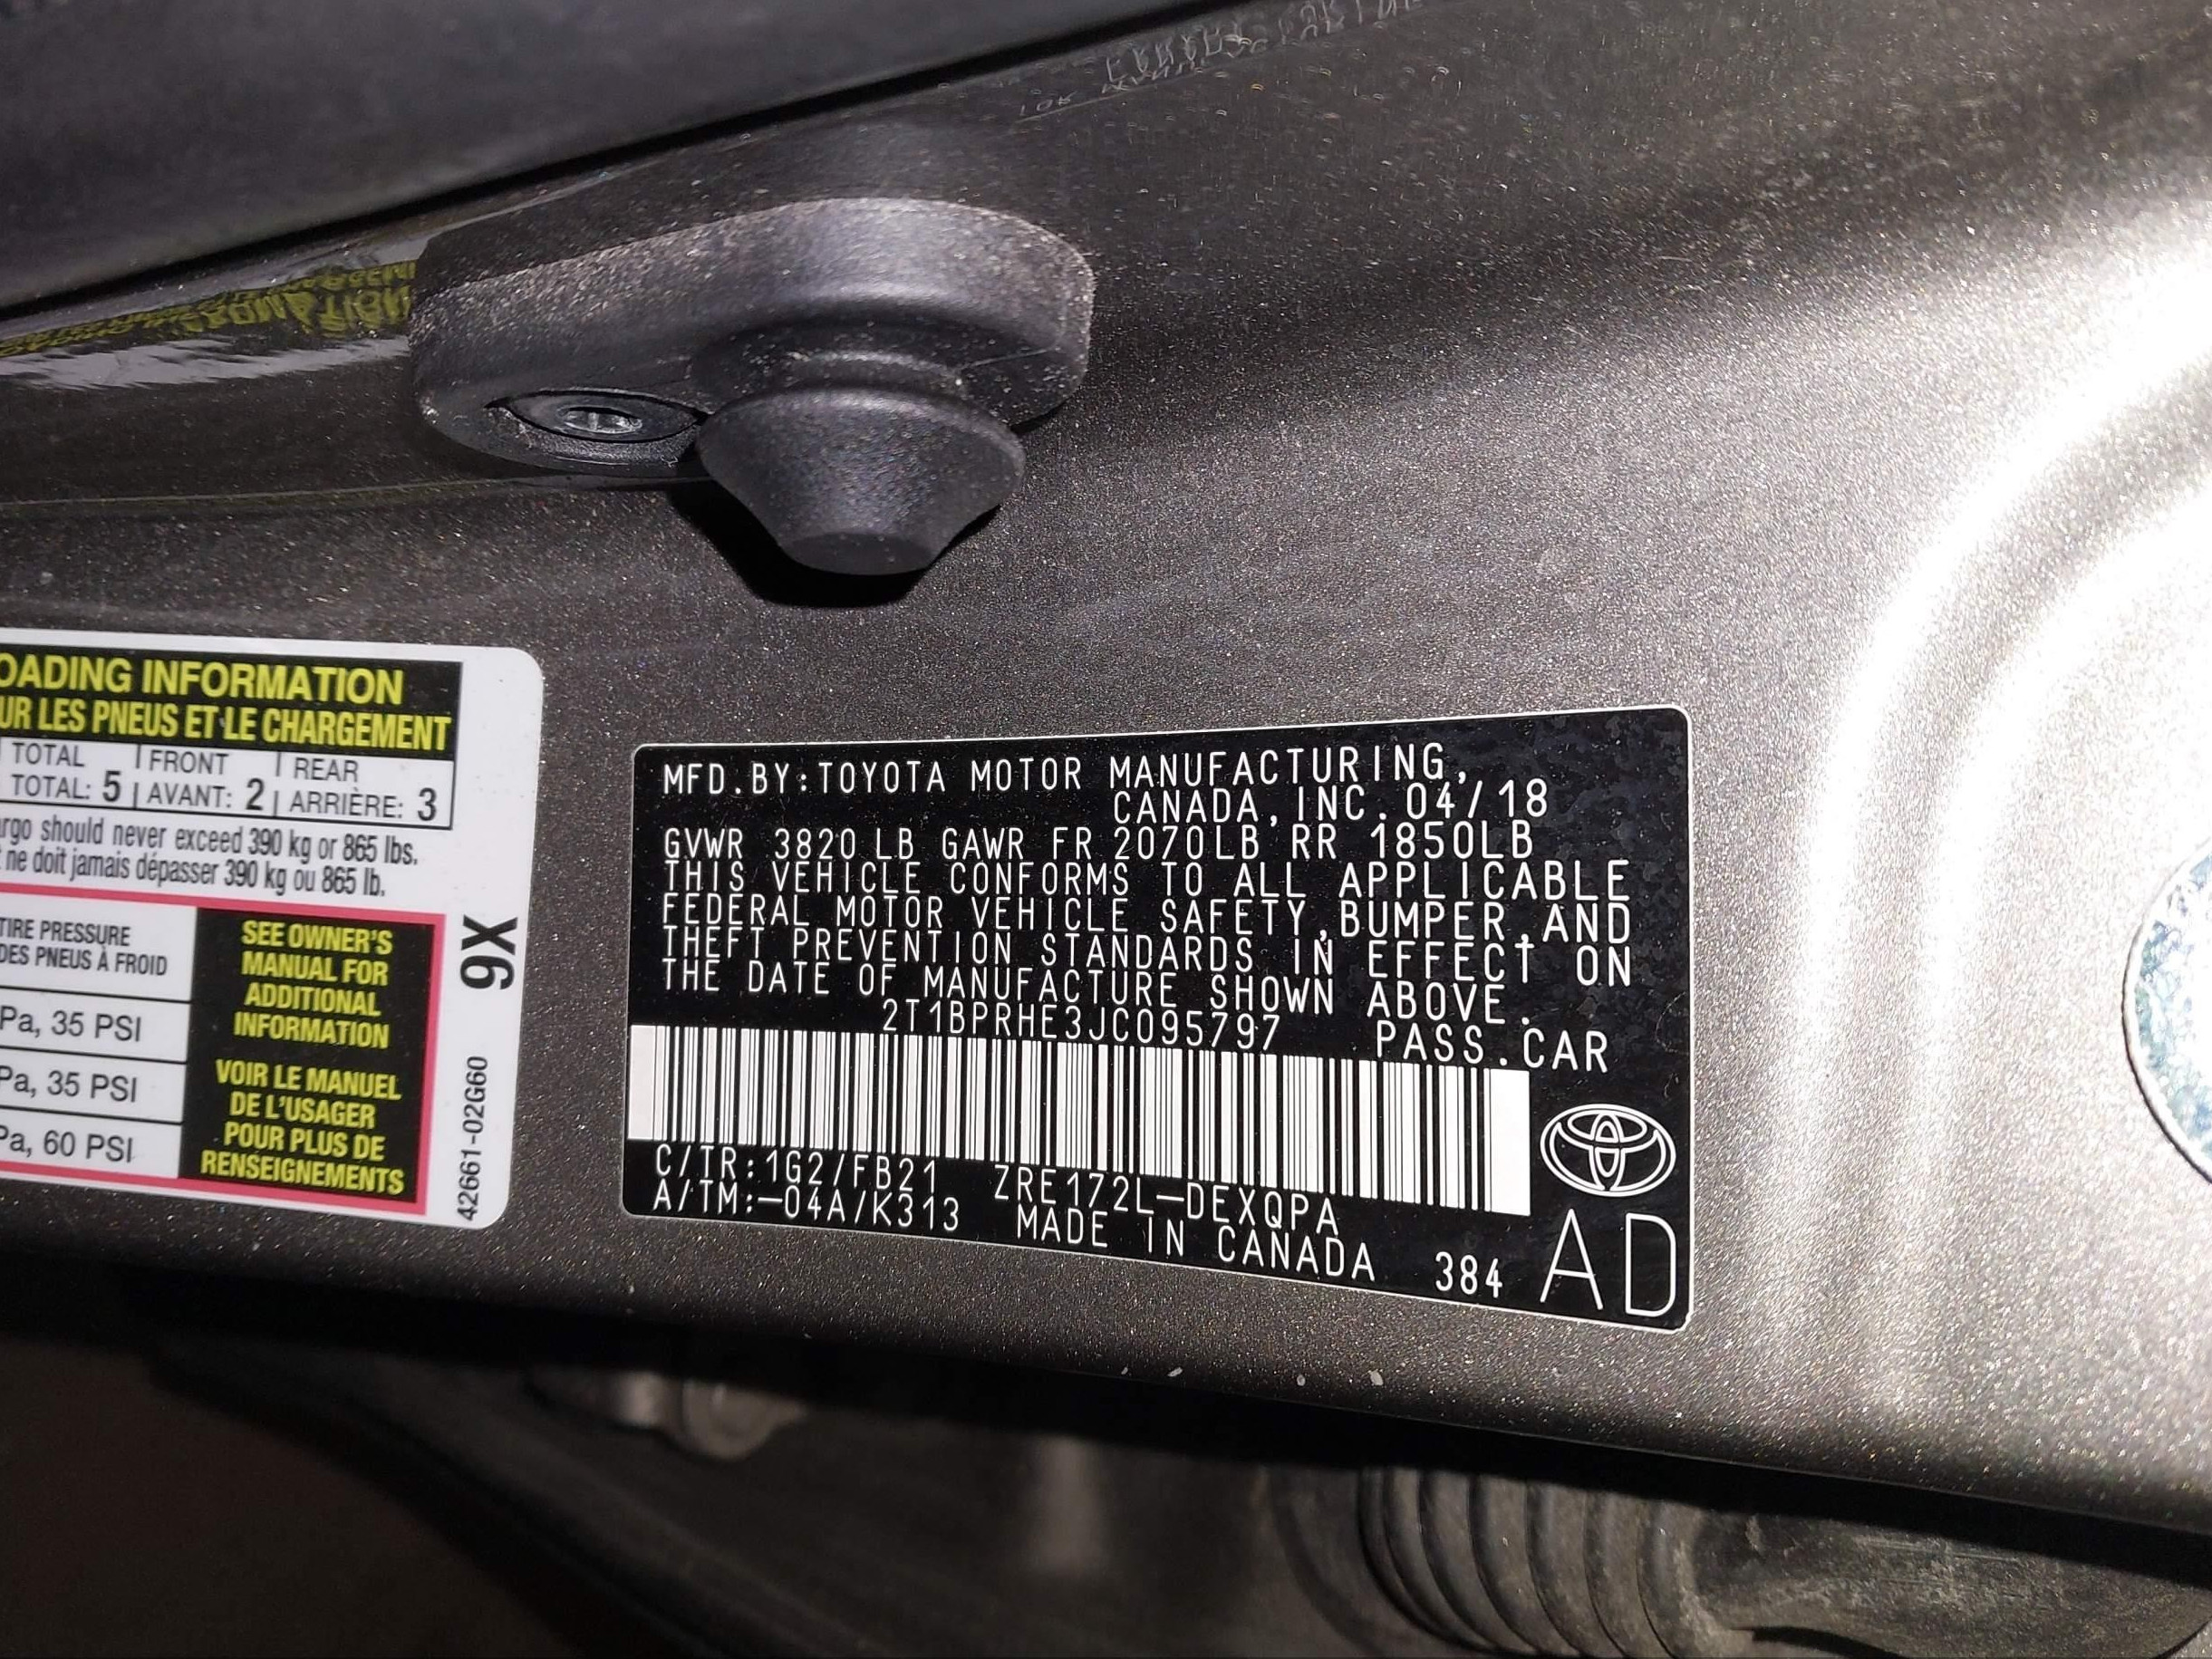 OADING INFORMATION
UR LES PNEUS ET LE CHARGEMENT
TOTAL FRONT REAR
TOTAL: 5 AVANT: 2 ARRIÈRE: 3
argo should never exceed 390 kg or 865 lbs.
ne doit jamais dépasser 390 kg ou 865 lb.
TIRE PRESSURE
DES PNEUS À FROID
Pa, 35 PSI
Pa, 35 PSI
Pa, 60 PSI
SEE OWNER'S
MANUAL FOR
ADDITIONAL
INFORMATION
VOIR LE MANUEL
DE L'USAGER
POUR PLUS DE
RENSEIGNEMENTS
9X
42661-02G60
MFD.BY:TOYOTA MOTOR MANUFACTURING,
CANADA,INC.04/18
GVWR 3820 LB GAWR FR 2070LB RR 1850LB
THIS VEHICLE CONFORMS TO ALL APPLICABLE
FEDERAL MOTOR VEHICLE SAFETY,BUMPER,AND
THEFT PREVENTION STANDARDS IN EFFECT ON
THE DATE OF MANUFACTURE SHOWN ABOVE.
2T1BPRHE3JC095797 PASS.CAR
C/TR:1G2/FB21 ZRE172L-DEXQPA
A/TM:-04A/K313 MADE IN CANADA 384 AD